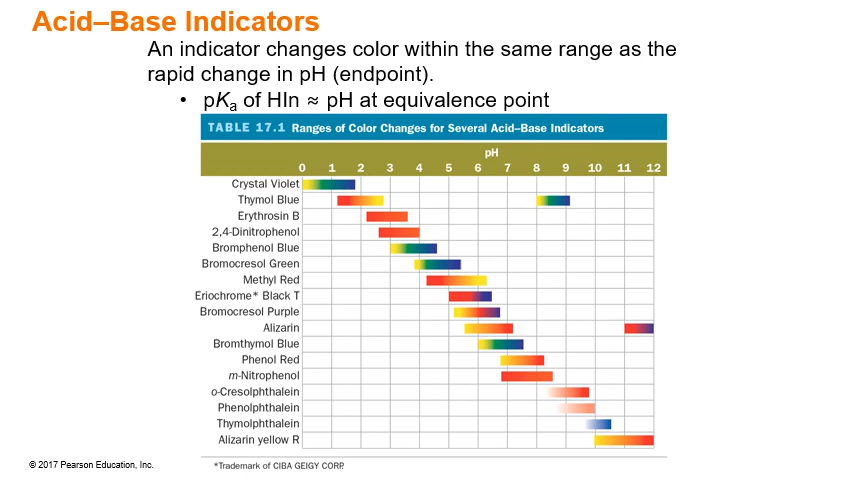 Acid–Base Indicators
An indicator changes color within the same range as the
rapid change in pH (endpoint).
• pKa of HIn ≈ pH at equivalence point
TABLE 17.1 Ranges of Color Changes for Several Acid–Base Indicators
pH
0 1 2 3 4 5 6 7 8 9 10 11 12
Crystal Violet
Thymol Blue
Erythrosin B
2,4-Dinitrophenol
Bromphenol Blue
Bromocresol Green
Methyl Red
Eriochrome* Black T
Bromocresol Purple
Alizarin
Bromthymol Blue
Phenol Red
m-Nitrophenol
o-Cresolphthalein
Phenolphthalein
Thymolphthalein
Alizarin yellow R
© 2017 Pearson Education, Inc.
*Trademark of CIBA GEIGY CORP.